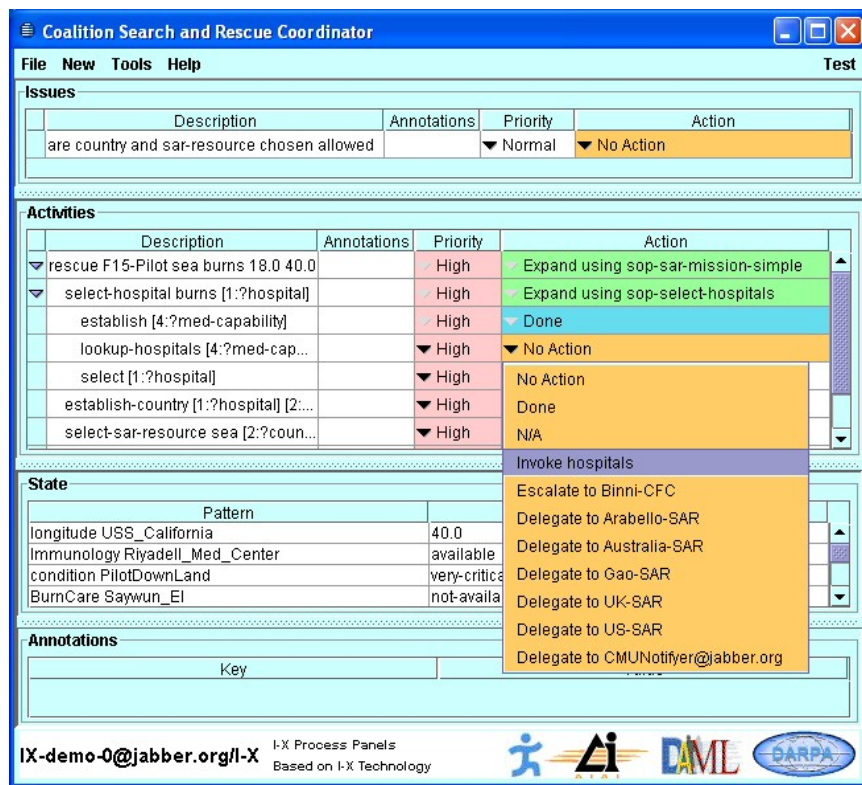 Coalition Search and Rescue Coordinator
File New Tools Help Test
Issues
Description Annotations Priority Action
are country and sar-resource chosen allowed Normal No Action
Activities
Description Annotations Priority Action
rescue F15-Pilot sea burns 18.0 40.0 High Expand using sop-sar-mission-simple
select-hospital burns [1:?hospital] High Expand using sop-select-hospitals
establish [4:?med-capability] High Done
lookup-hospitals [4:?med-cap... High No Action
select [1:?hospital] High
establish-country [1:?hospital] [2:... High
select-sar-resource sea [2:?coun... High
No Action
Done
N/A
Invoke hospitals
Escalate to Binni-CFC
Delegate to Arabello-SAR
Delegate to Australia-SAR
Delegate to Gao-SAR
Delegate to UK-SAR
Delegate to US-SAR
Delegate to CMUNotifyer@jabber.org
State
Pattern
longitude USS_California 40.0
Immunology Riyadell_Med_Center available
condition PilotDownLand very-critica
BurnCare Saywun_El not-availa
Annotations
Key
IX-demo-0@jabber.org/I-X
I-X Process Panels
Based on I-X Technology
AIAI
DAML
DARPA